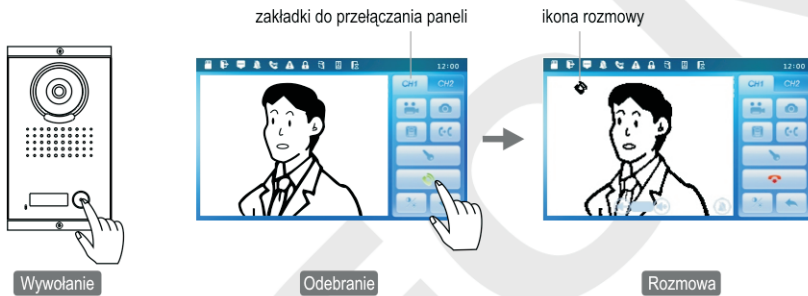 zakładki do przełączania paneli
ikona rozmowy
12:00
CH1 CH2
12:00
CH1 CH2
Wywołanie
Odebranie
Rozmowa